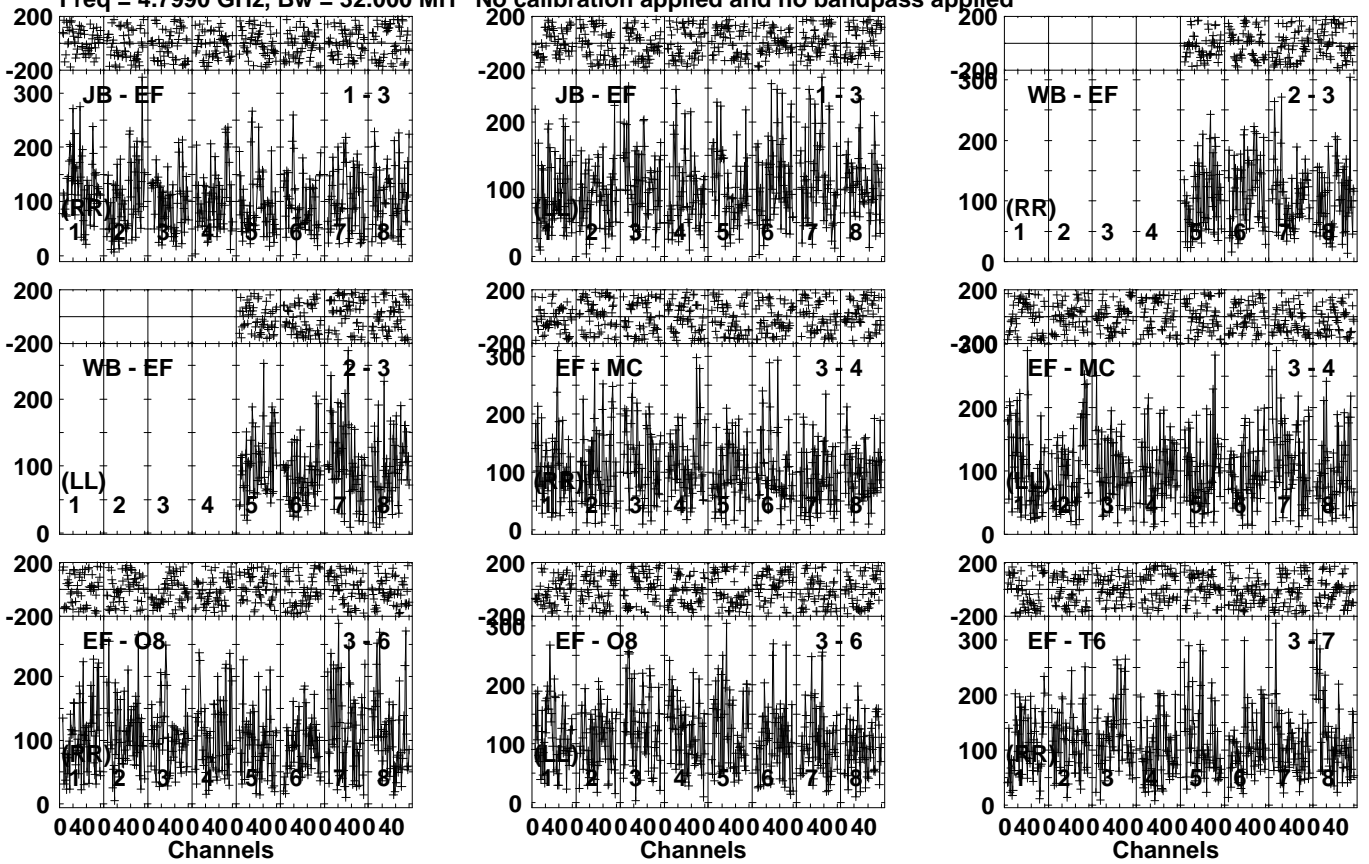 Freq = 4.7990 GHz, Bw = 32.000 MH No calibration applied and no bandpass applied
200 200 200
-200 -200
300 JB - EF 1 - 3 JB - EF 1 - 3 300 WB - EF 2 - 3
200 200 200
100 100 100
(RR) (LL) (RR)
1 2 3 4 5 6 7 8 1 2 3 4 5 6 7 8 1 2 3 4 5 6 7 8
0 0 0
200 200 200
-200 -200
300 300
WB - EF 2 - 3 EF - MC 3 - 4 EF - MC 3 - 4
200 200 200
100 100 100
(LL) (RR) (LL)
1 2 3 4 5 6 7 8 1 2 3 4 5 6 7 8 1 2 3 4 5 6 7 8
0 0 0
200 200 200
-200 -200 -200
300 300
EF - O8 3 - 6 EF - O8 3 - 6 EF - T6 3 - 7
200 200 200
100 100 100
(RR) (LL) (RR)
1 2 3 4 5 6 7 8 1 2 3 4 5 6 7 8 1 2 3 4 5 6 7 8
0 0 0
0 40 0 40 0 40 0 40 0 40 0 40 0 40 0 40 0 40 0 40 0 40 0 40 0 40 0 40 0 40 0 40 0 40 0 40 0 40 0 40 0 40 0 40 0 40 0 40
Channels Channels Channels